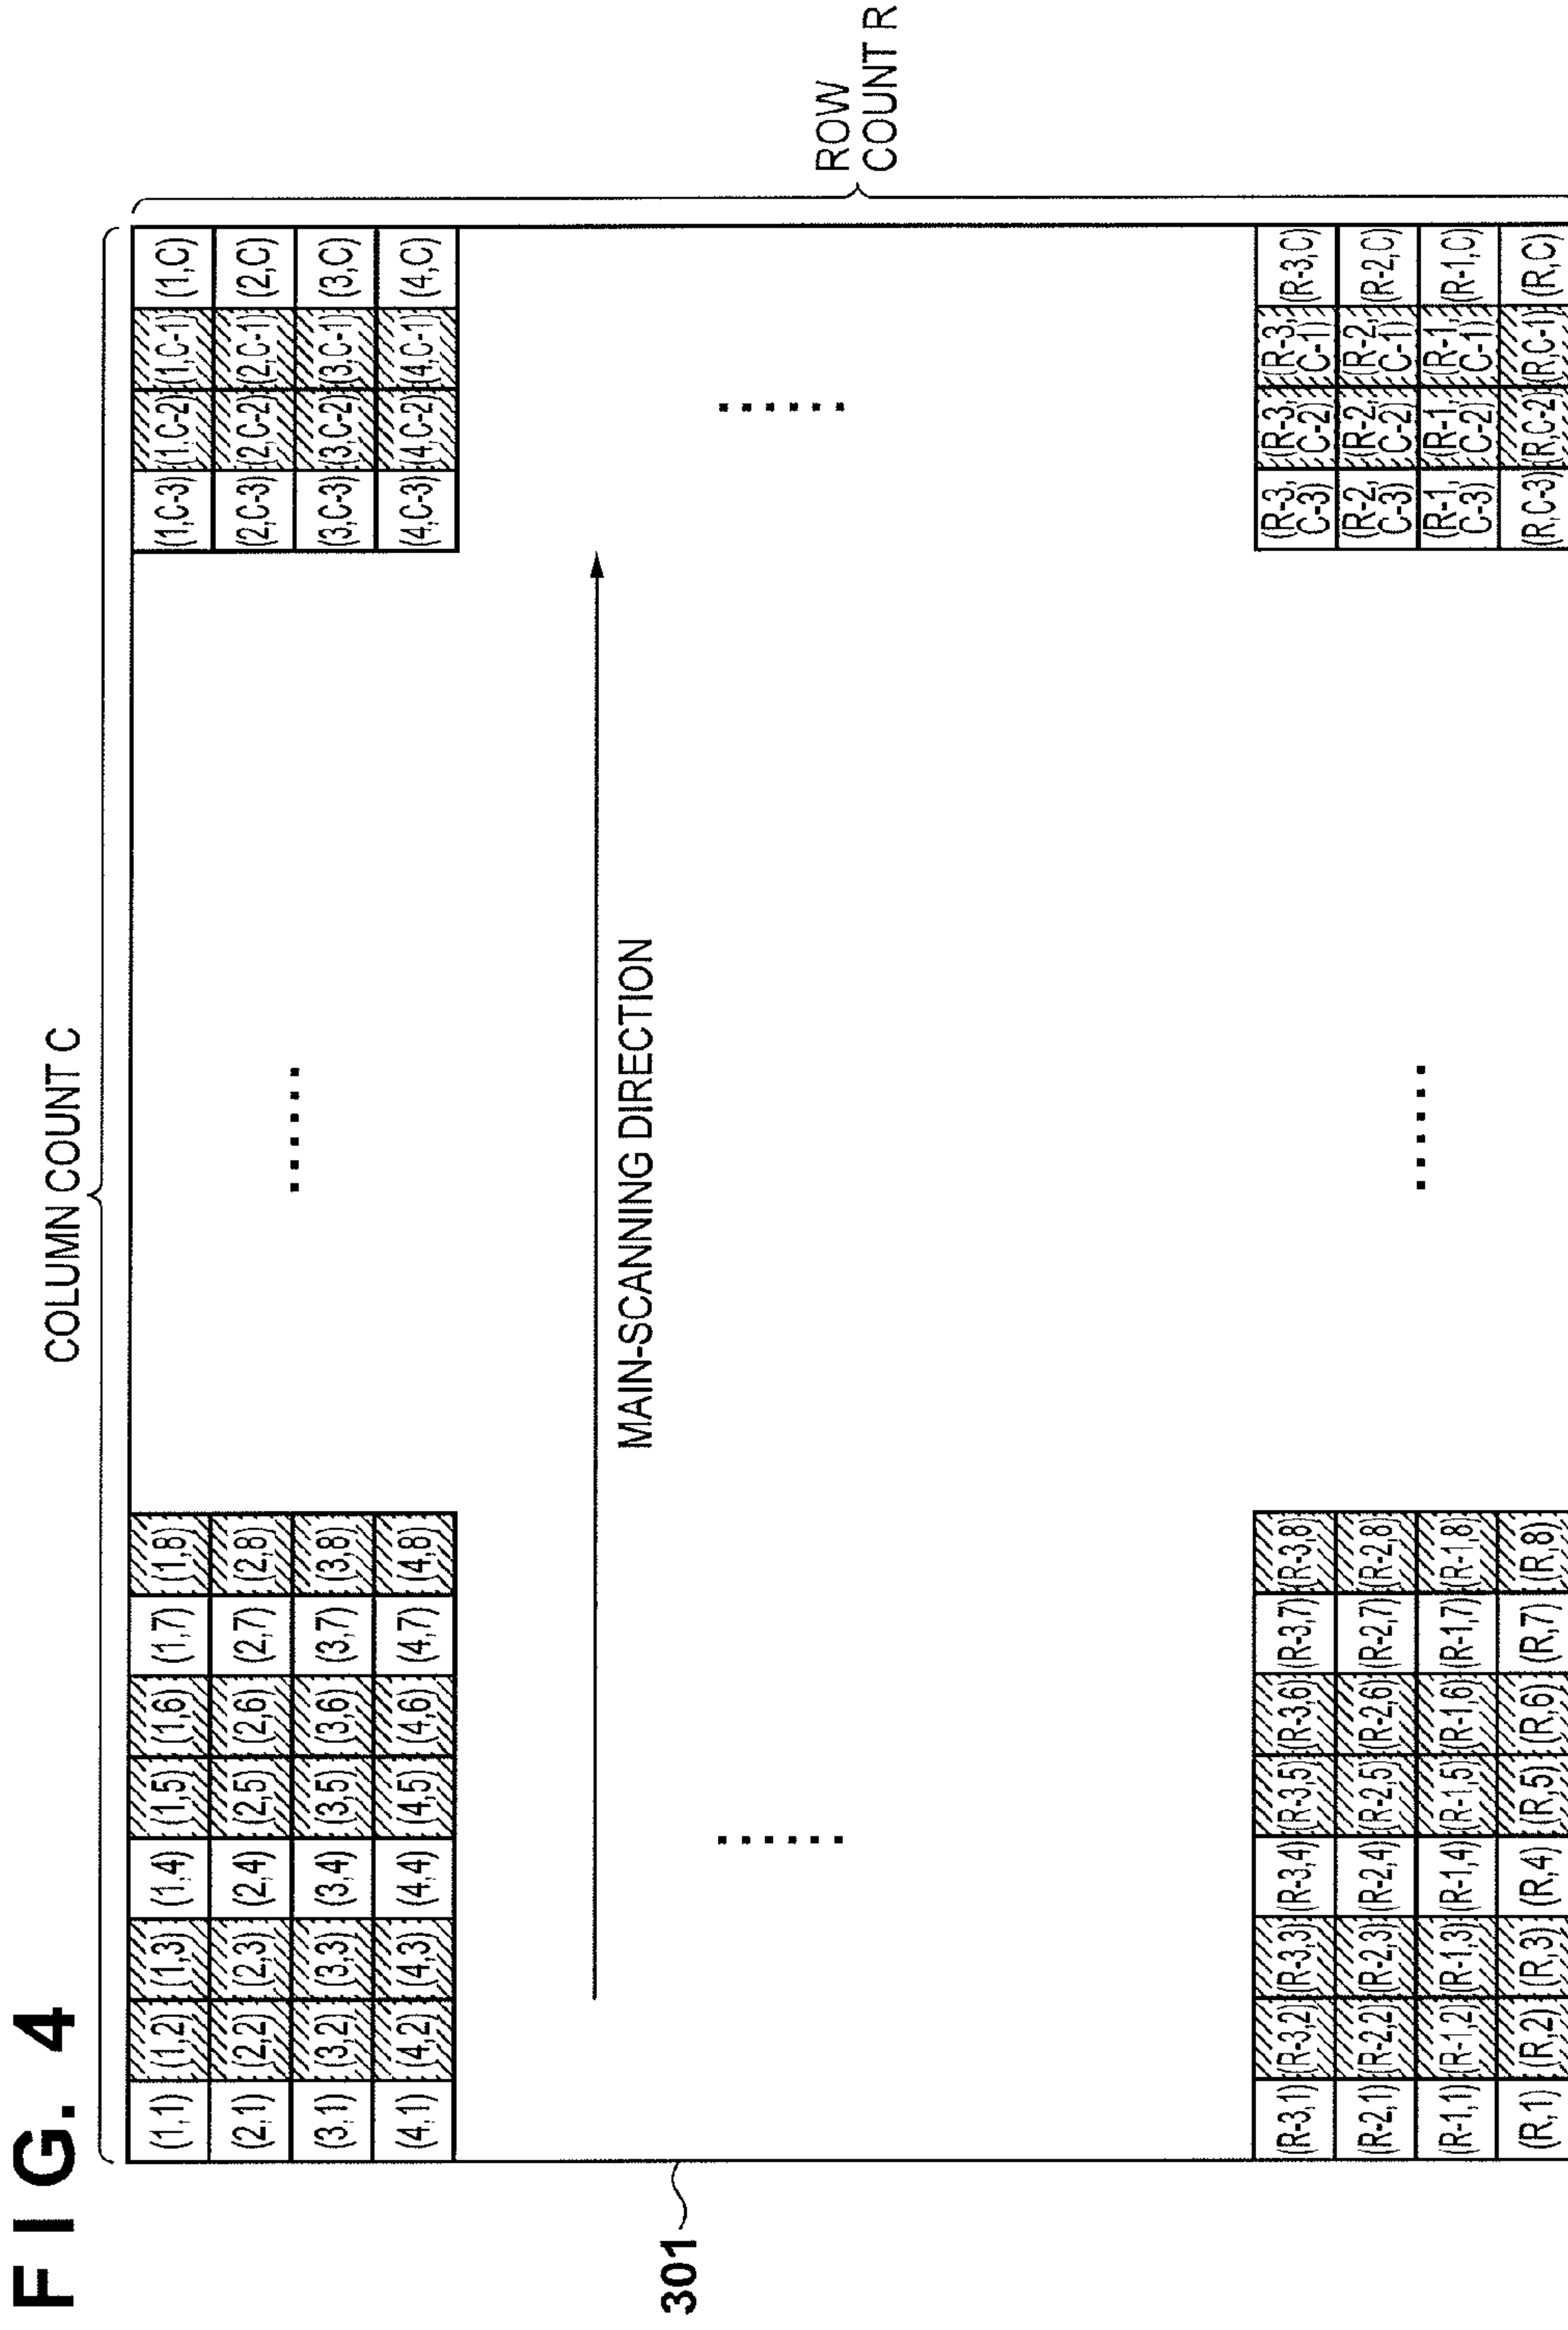 FIG. 4
COLUMN COUNT C
(1,1) (1,2) (1,3) (1,4) (1,5) (1,6) (1,7) (1,8) (1,C-3) (1,C-2) (1,C-1) (1,C)
(2,1) (2,2) (2,3) (2,4) (2,5) (2,6) (2,7) (2,8) ...... (2,C-3) (2,C-2) (2,C-1) (2,C)
(3,1) (3,2) (3,3) (3,4) (3,5) (3,6) (3,7) (3,8) (3,C-3) (3,C-2) (3,C-1) (3,C)
(4,1) (4,2) (4,3) (4,4) (4,5) (4,6) (4,7) (4,8) (4,C-3) (4,C-2) (4,C-1) (4,C)
301
MAIN-SCANNING DIRECTION
...... ......
ROW
COUNT R
(R-3,1) (R-3,2) (R-3,3) (R-3,4) (R-3,5) (R-3,6) (R-3,7) (R-3,8) (R-3,C-3) (R-3,C-2) (R-3,C-1) (R-3,C)
(R-2,1) (R-2,2) (R-2,3) (R-2,4) (R-2,5) (R-2,6) (R-2,7) (R-2,8) (R-2,C-3) (R-2,C-2) (R-2,C-1) (R-2,C)
(R-1,1) (R-1,2) (R-1,3) (R-1,4) (R-1,5) (R-1,6) (R-1,7) (R-1,8) ...... (R-1,C-3) (R-1,C-2) (R-1,C-1) (R-1,C)
(R,1) (R,2) (R,3) (R,4) (R,5) (R,6) (R,7) (R,8) (R,C-3) (R,C-2) (R,C-1) (R,C)